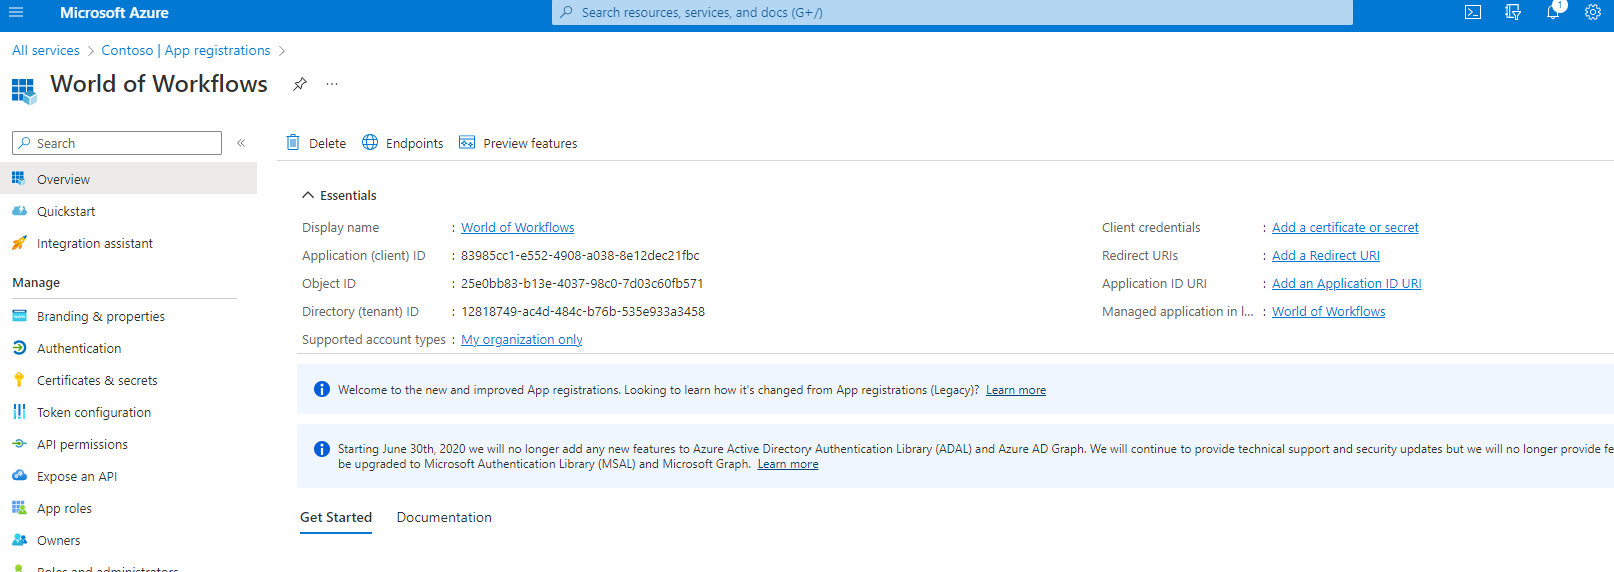 Microsoft Azure
Search resources, services, and docs (G+/)
1
All services > Contoso | App registrations >
World of Workflows
...
Search
«
Delete
Endpoints
Preview features
Overview
Quickstart
Integration assistant
Manage
Branding & properties
Authentication
Certificates & secrets
Token configuration
API permissions
Expose an API
App roles
Owners
Roles and administrators
Essentials
Display name : World of Workflows
Application (client) ID : 83985cc1-e552-4908-a038-8e12dec21fbc
Object ID : 25e0bb83-b13e-4037-98c0-7d03c60fb571
Directory (tenant) ID : 12818749-ac4d-484c-b76b-535e933a3458
Supported account types : My organization only
Client credentials : Add a certificate or secret
Redirect URIs : Add a Redirect URI
Application ID URI : Add an Application ID URI
Managed application in l... : World of Workflows
Welcome to the new and improved App registrations. Looking to learn how it's changed from App registrations (Legacy)? Learn more
Starting June 30th, 2020 we will no longer add any new features to Azure Active Directory Authentication Library (ADAL) and Azure AD Graph. We will continue to provide technical support and security updates but we will no longer provide fe
be upgraded to Microsoft Authentication Library (MSAL) and Microsoft Graph. Learn more
Get Started
Documentation